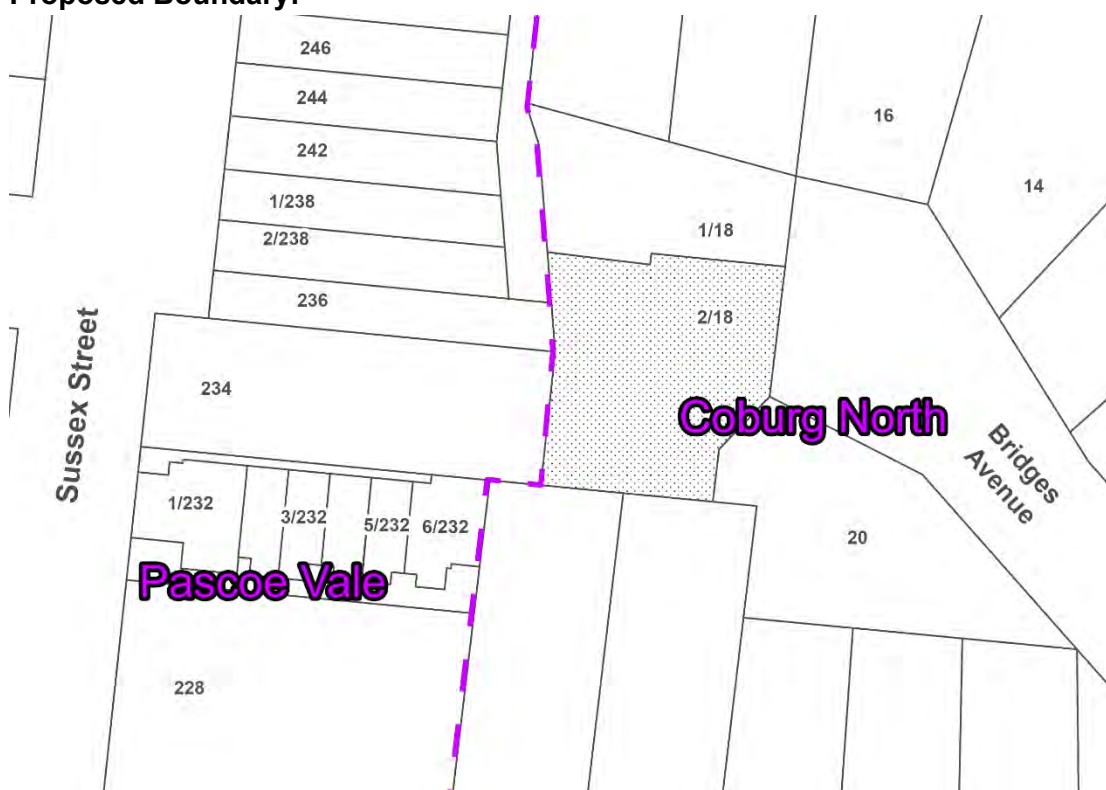 Proposed Boundary:
246
244
242
1/238
2/238
236
234
Sussex Street
1/232
3/232
5/232
6/232
Pascoe Vale
228
16
14
1/18
2/18
Coburg North
Bridges
Avenue
20